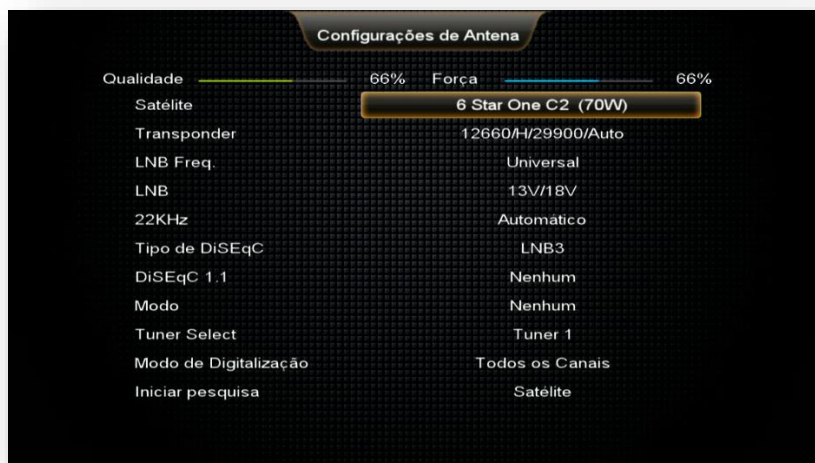 Configurações de Antena
Qualidade 66% Força 66%
Satélite 6 Star One C2 (70W)
Transponder 12660/H/29900/Auto
LNB Freq. Universal
LNB 13V/18V
22KHz Automático
Tipo de DiSEqC LNB3
DiSEqC 1.1 Nenhum
Modo Nenhum
Tuner Select Tuner 1
Modo de Digitalização Todos os Canais
Iniciar pesquisa Satélite